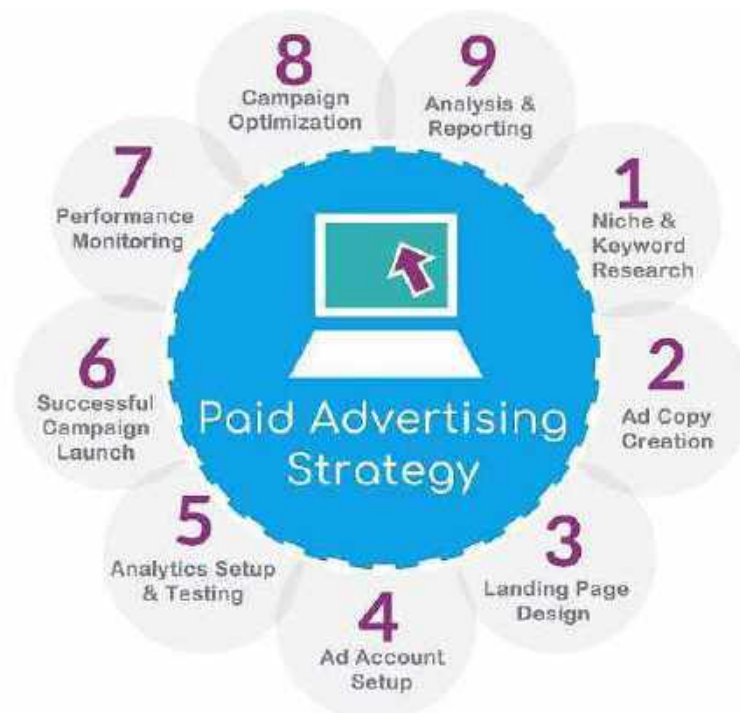 Paid Advertising
Strategy
1
Niche &
Keyword
Research
2
Ad Copy
Creation
3
Landing Page
Design
4
Ad Account
Setup
5
Analytics Setup
& Testing
6
Successful
Campaign
Launch
7
Performance
Monitoring
8
Campaign
Optimization
9
Analysis &
Reporting